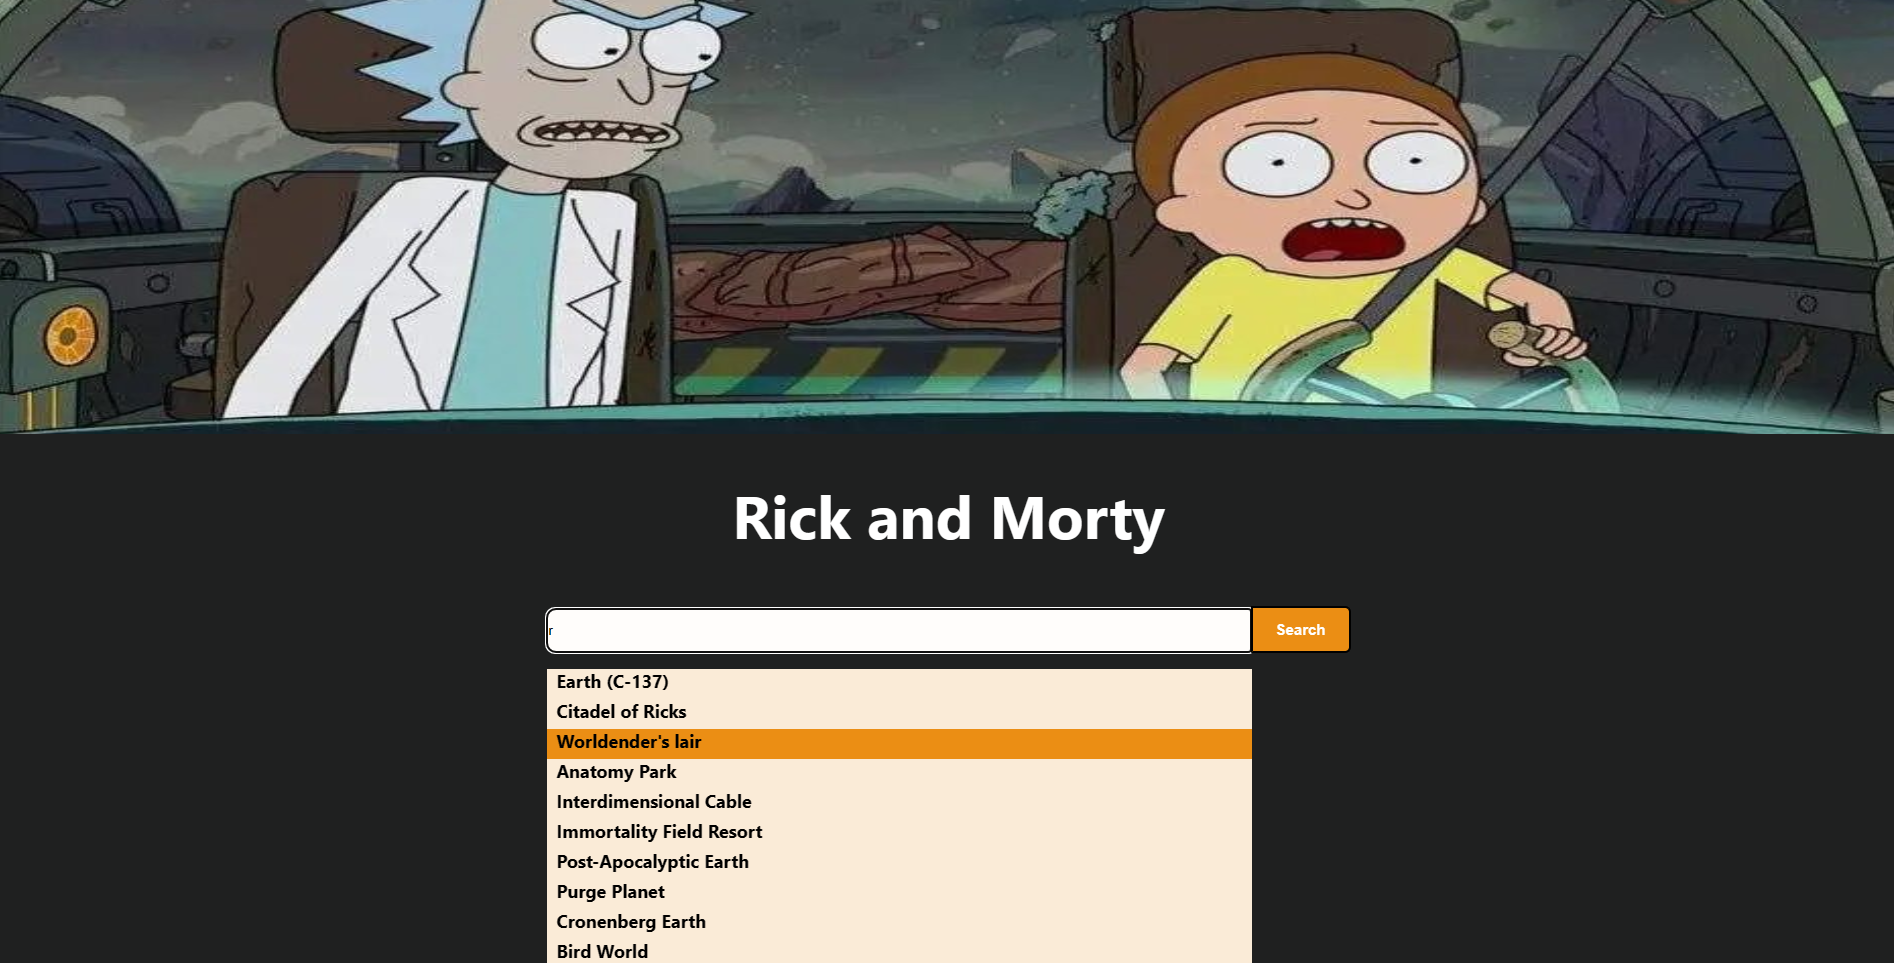 Rick and Morty
r
Search
Earth (C-137)
Citadel of Ricks
Worldender's lair
Anatomy Park
Interdimensional Cable
Immortality Field Resort
Post-Apocalyptic Earth
Purge Planet
Cronenberg Earth
Bird World